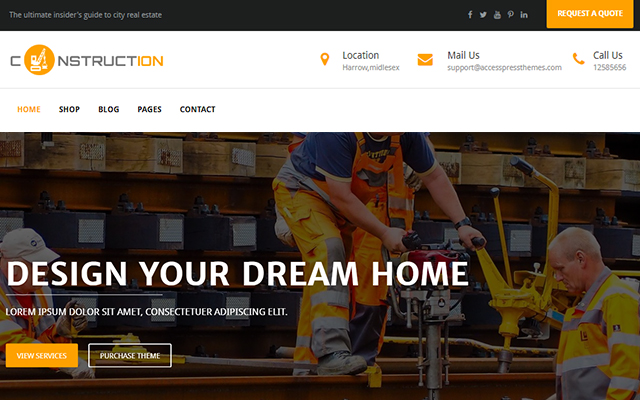 The ultimate insider's guide to city real estate
REQUEST A QUOTE
C NSTRUCTION
Location
Harrow,midlesex
Mail Us
support@accesspressthemes.com
Call Us
12585656
HOME SHOP BLOG PAGES CONTACT
DESIGN YOUR DREAM HOME
LOREM IPSUM DOLOR SIT AMET, CONSECTETUER ADIPISCING ELIT.
VIEW SERVICES
PURCHASE THEME